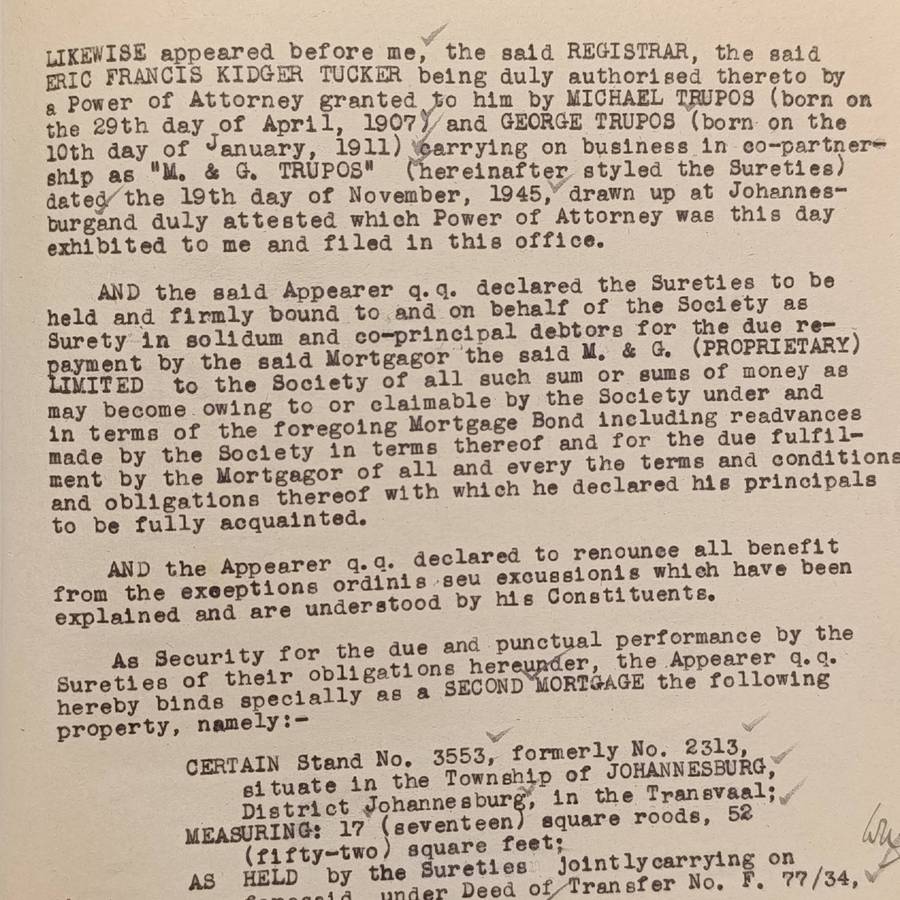 LIKEWISE appeared before me, the said REGISTRAR, the said
ERIC FRANCIS KIDGER TUCKER being duly authorised thereto by
a Power of Attorney granted to him by MICHAEL TRUPOS (born on
the 29th day of April, 1907) and GEORGE TRUPOS (born on the
10th day of January, 1911) carrying on business in co-partner-
ship as "M. & G. TRUPOS" (hereinafter styled the Sureties)
dated the 19th day of November, 1945, drawn up at Johannes-
burgand duly attested which Power of Attorney was this day
exhibited to me and filed in this office.
AND the said Appearer q.q. declared the Sureties to be
held and firmly bound to and on behalf of the Society as
Surety in solidum and co-principal debtors for the due re-
payment by the said Mortgagor the said M. & G. (PROPRIETARY)
LIMITED to the Society of all such sum or sums of money as
may become owing to or claimable by the Society under and
in terms of the foregoing Mortgage Bond including readvances
made by the Society in terms thereof and for the due fulfil-
ment by the Mortgagor of all and every the terms and conditions
and obligations thereof with which he declared his principals
to be fully acquainted.
AND the Appearer q.q. declared to renounce all benefit
from the exceptions ordinis seu excussionis which have been
explained and are understood by his Constituents.
As Security for the due and punctual performance by the
Sureties of their obligations hereunder, the Appearer q.q.
hereby binds specially as a SECOND MORTGAGE the following
property, namely:-
CERTAIN Stand No. 3553, formerly No. 2313,
situate in the Township of JOHANNESBURG,
District Johannesburg, in the Transvaal;
MEASURING: 17 (seventeen) square roods, 52
(fifty-two) square feet;
AS HELD by the Sureties jointlycarrying on
under Deed of Transfer No. F. 77/34,